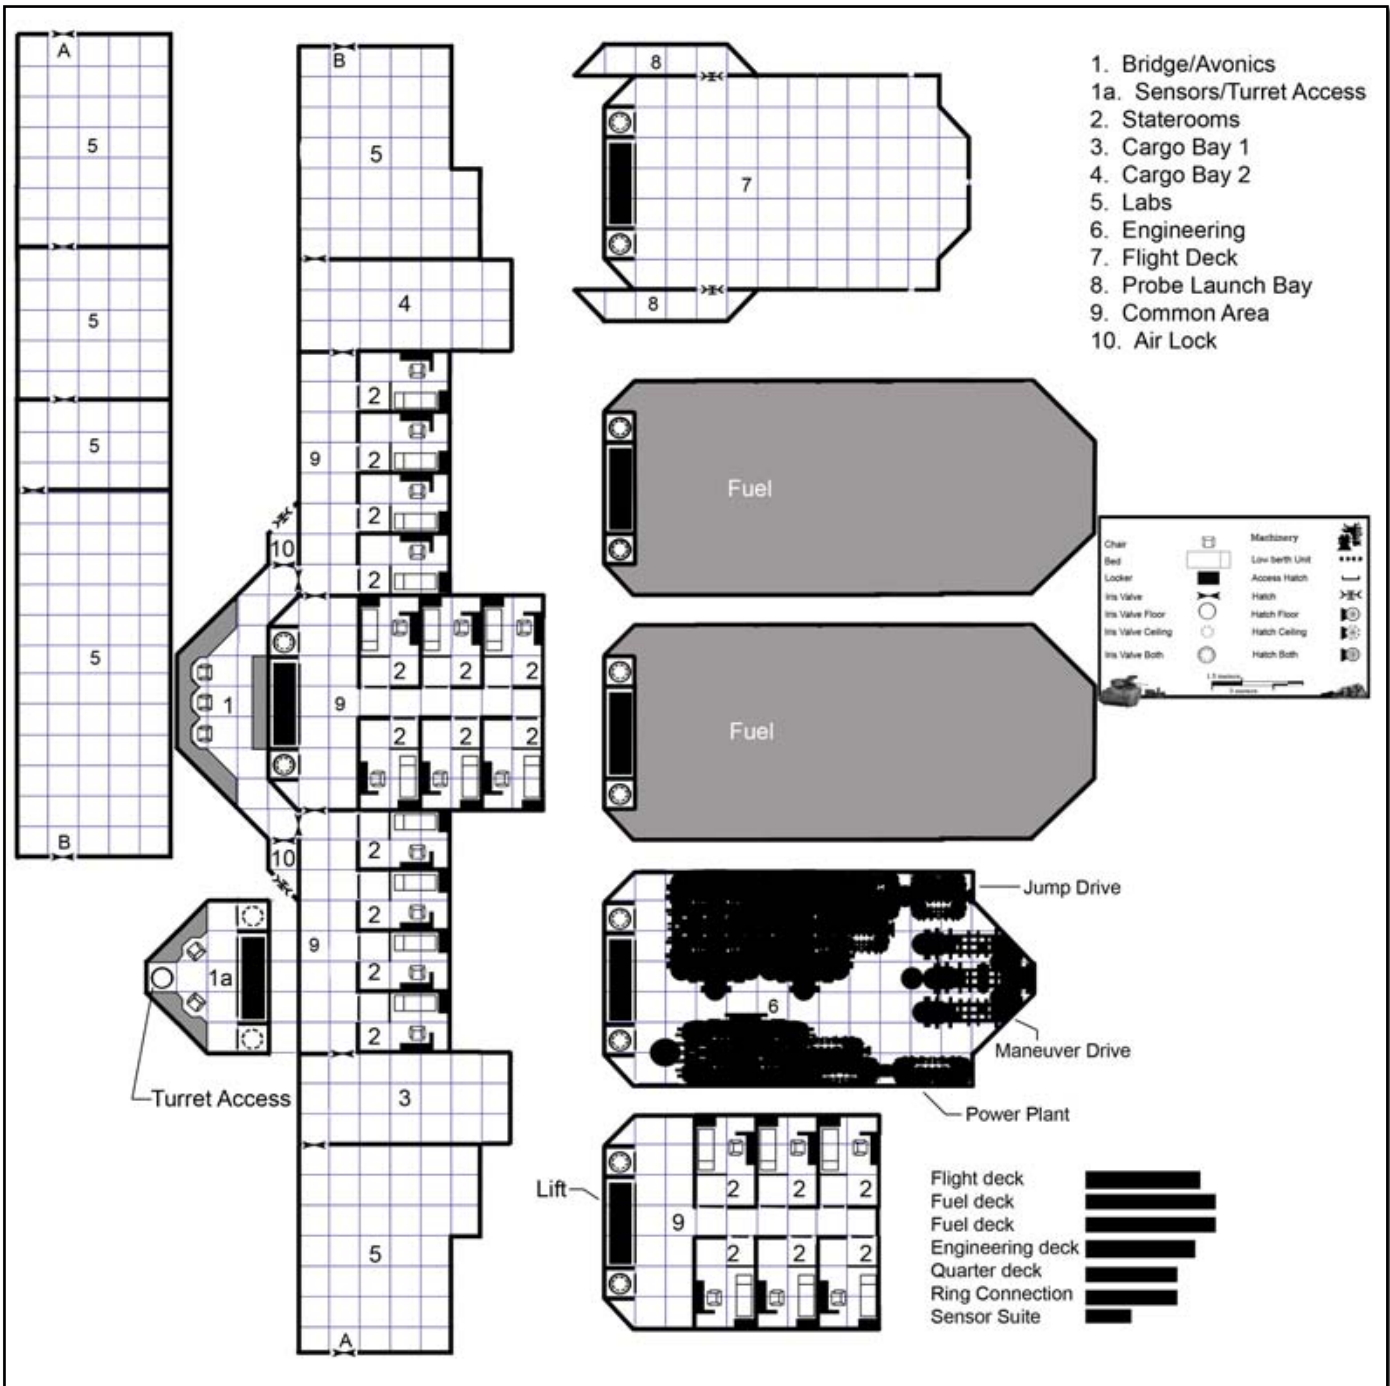 A
5
5
5
5
B
B
5
4
2
2
9
2
10
2
2
2
2
1
9
2
2
2
2
10
2
9
2
2
1a
Turret Access
3
5
A
8
7
8
Fuel
Fuel
Jump Drive
6
Maneuver Drive
Power Plant
Lift
2
2
2
9
2
2
2
1. Bridge/Avonics
1a. Sensors/Turret Access
2. Staterooms
3. Cargo Bay 1
4. Cargo Bay 2
5. Labs
6. Engineering
7. Flight Deck
8. Probe Launch Bay
9. Common Area
10. Air Lock
Chair
Machinery
Bed
Low berth Unit
Locker
Access Hatch
Iris Valve
Hatch
Iris Valve Floor
Hatch Floor
Iris Valve Ceiling
Hatch Ceiling
Iris Valve Both
Hatch Both
1.5 meters
Flight deck
Fuel deck
Fuel deck
Engineering deck
Quarter deck
Ring Connection
Sensor Suite